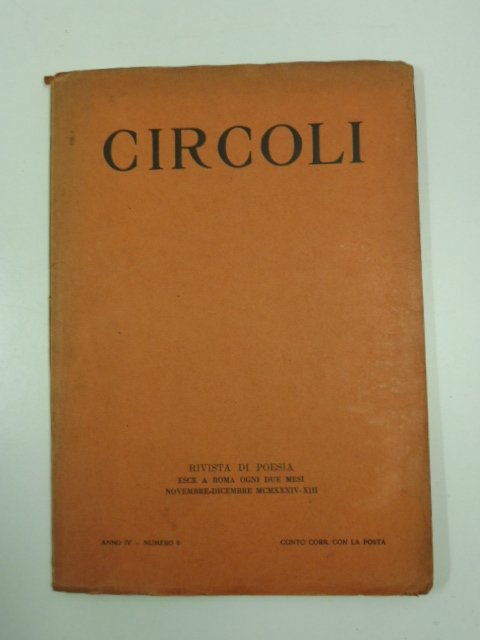 CIRCOLI
RIVISTA DI POESIA
ESCE A ROMA OGNI DUE MESI
NOVEMBRE-DICEMBRE MCMXXXIV-XIII
ANNO IV - NUMERO 6 CONTO CORR. CON LA POSTA